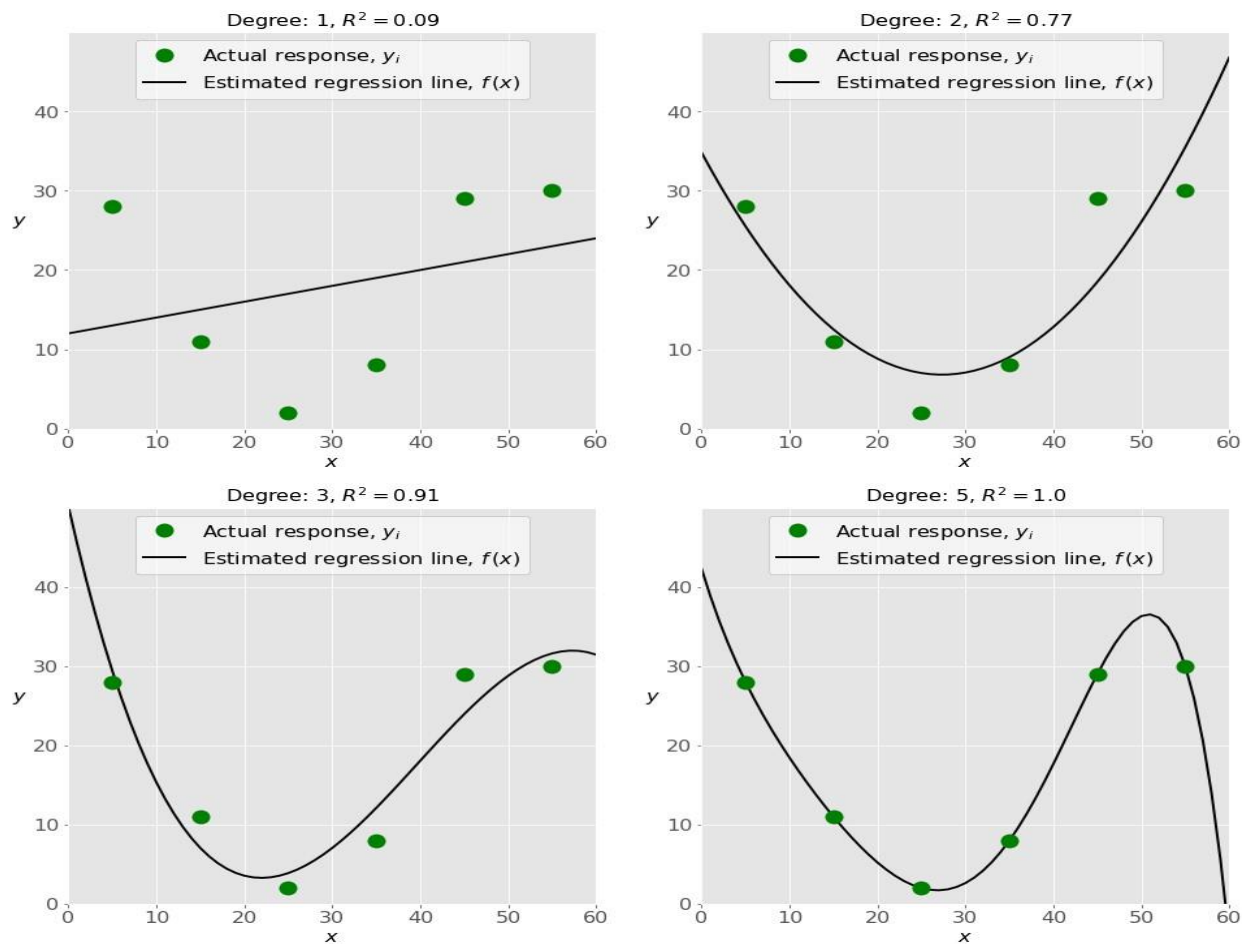 Degree: 1, R² = 0.09
Actual response, yᵢ
Estimated regression line, f(x)
40
30
y
20
10
0
0 10 20 30 40 50 60
x
Degree: 2, R² = 0.77
Actual response, yᵢ
Estimated regression line, f(x)
40
30
y
20
10
0
0 10 20 30 40 50 60
x
Degree: 3, R² = 0.91
Actual response, yᵢ
Estimated regression line, f(x)
40
30
y
20
10
0
0 10 20 30 40 50 60
x
Degree: 5, R² = 1.0
Actual response, yᵢ
Estimated regression line, f(x)
40
30
y
20
10
0
0 10 20 30 40 50 60
x